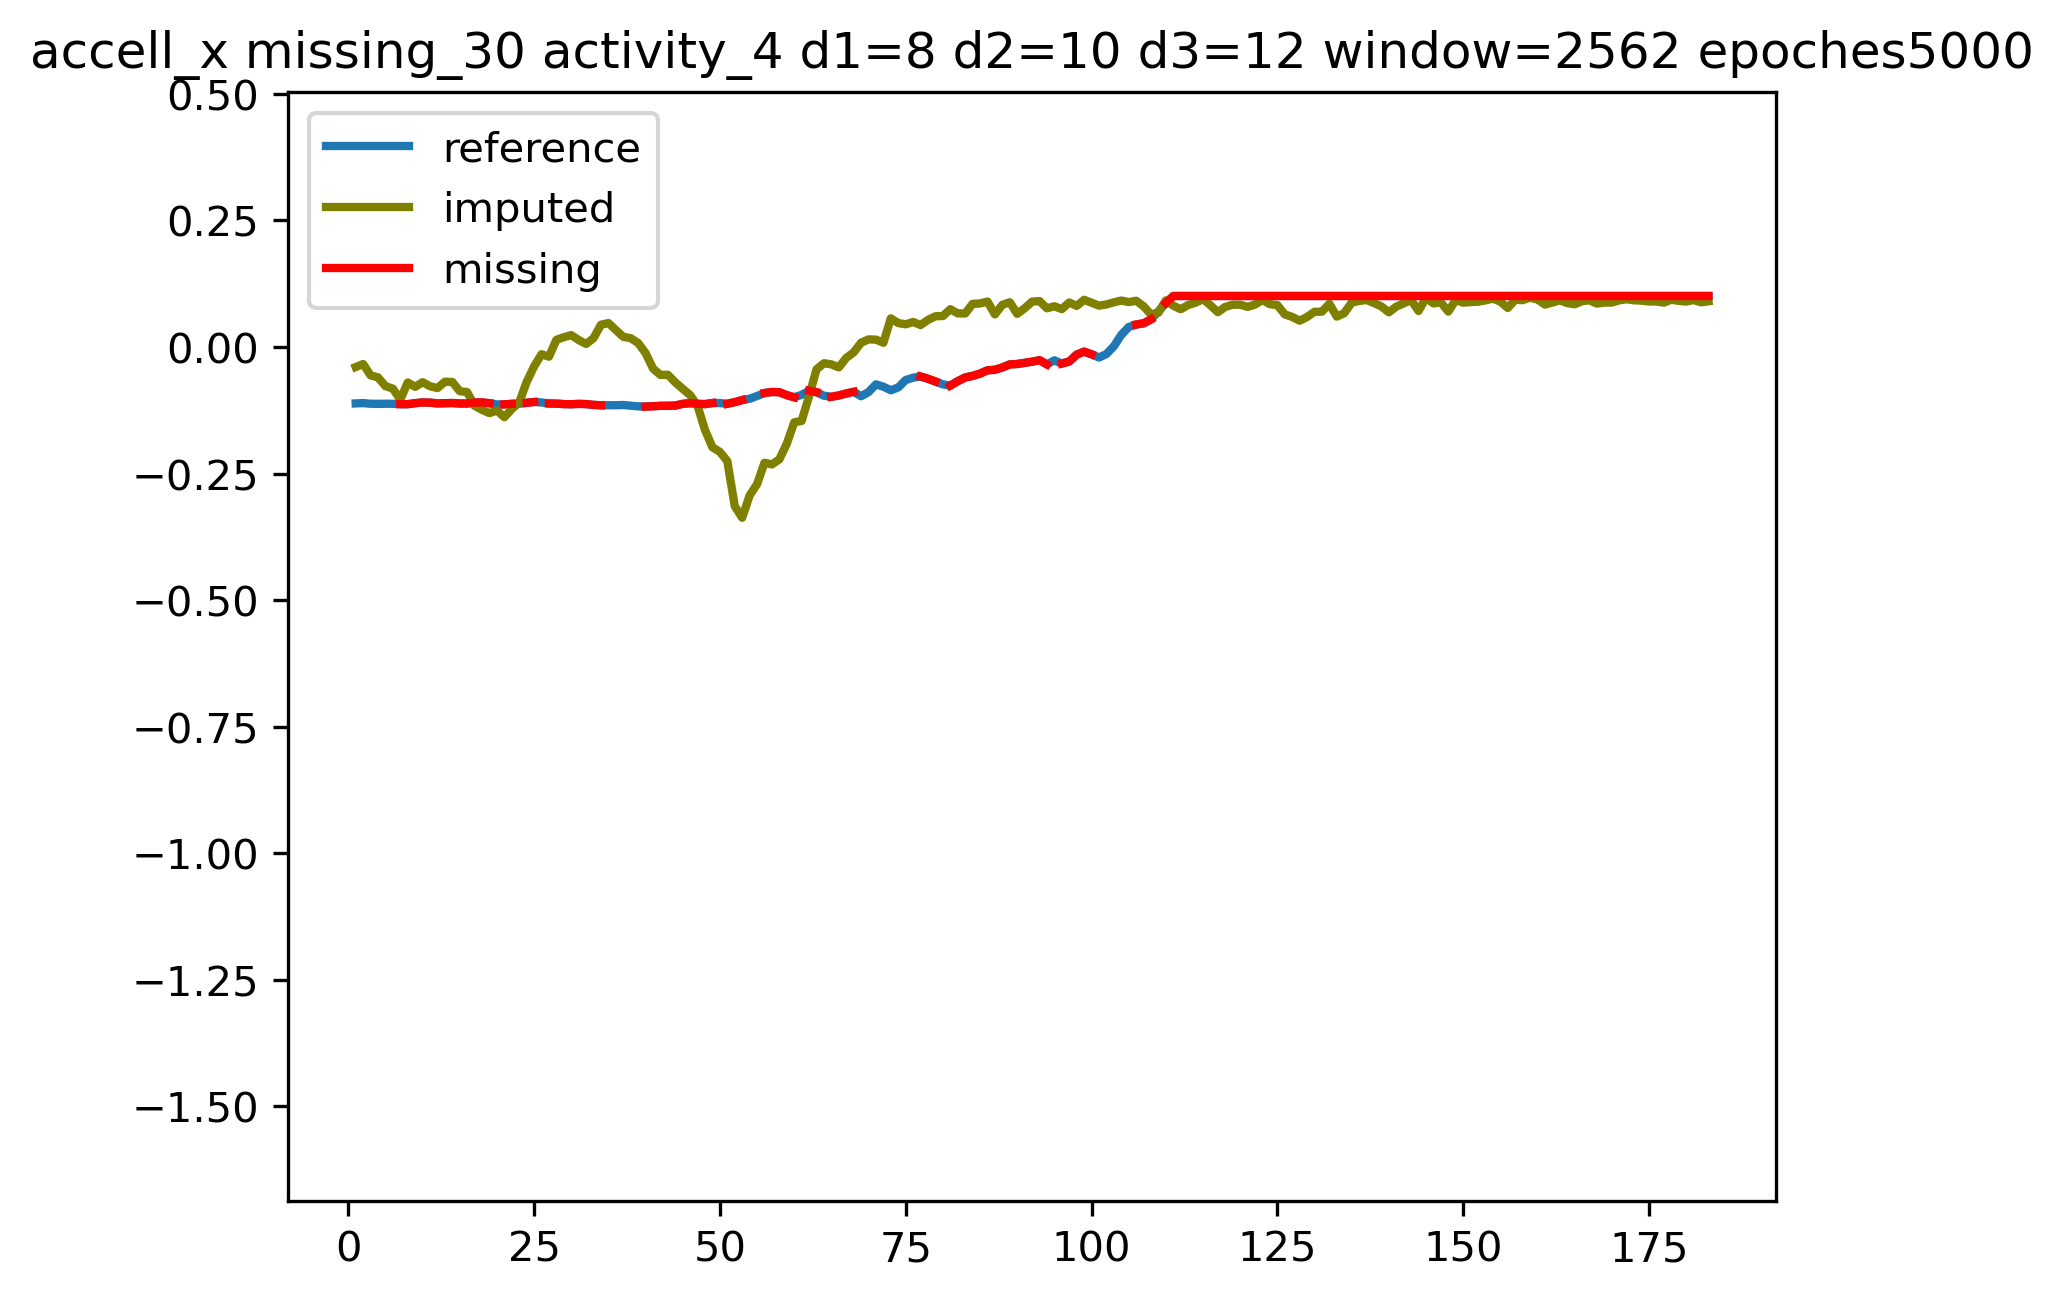 accell_x missing_30 activity_4 d1=8 d2=10 d3=12 window=2562 epoches5000
reference
imputed
missing
0.50
0.25
0.00
−0.25
−0.50
−0.75
−1.00
−1.25
−1.50
0 25 50 75 100 125 150 175